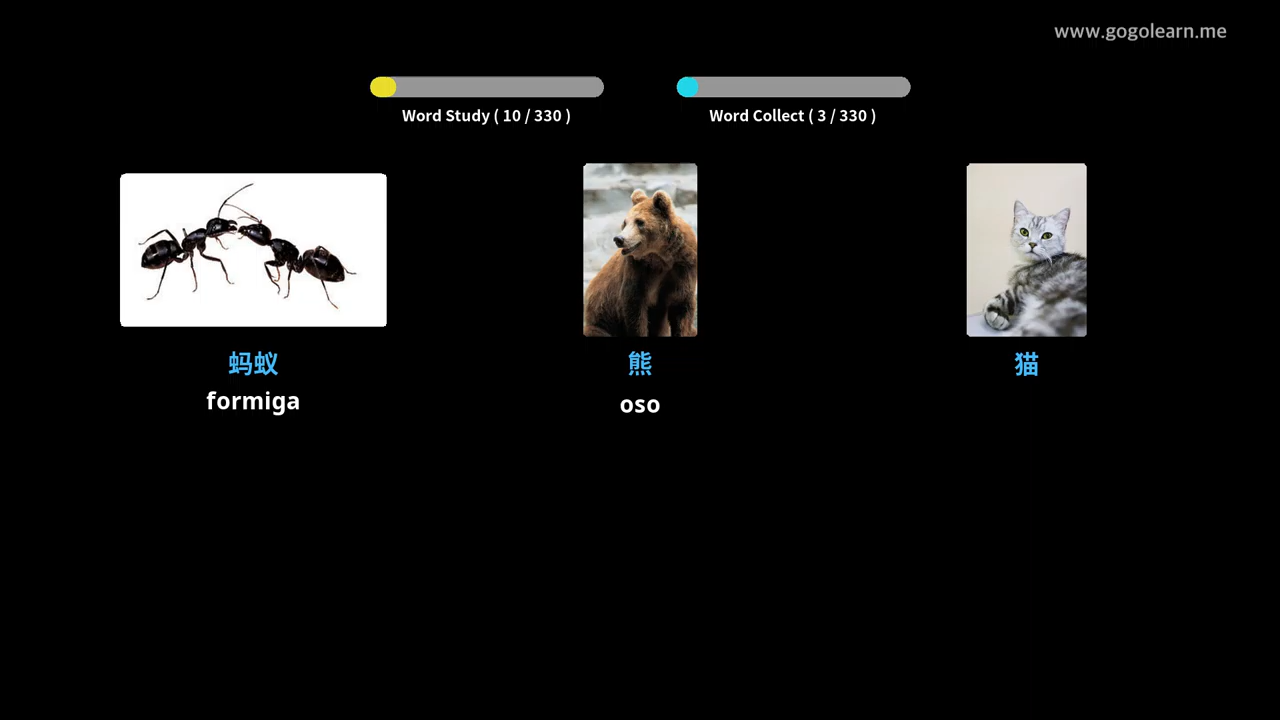 www.gogolearn.me
Word Study ( 10 / 330 )
Word Collect ( 3 / 330 )
蚂蚁
熊
猫
formiga
oso